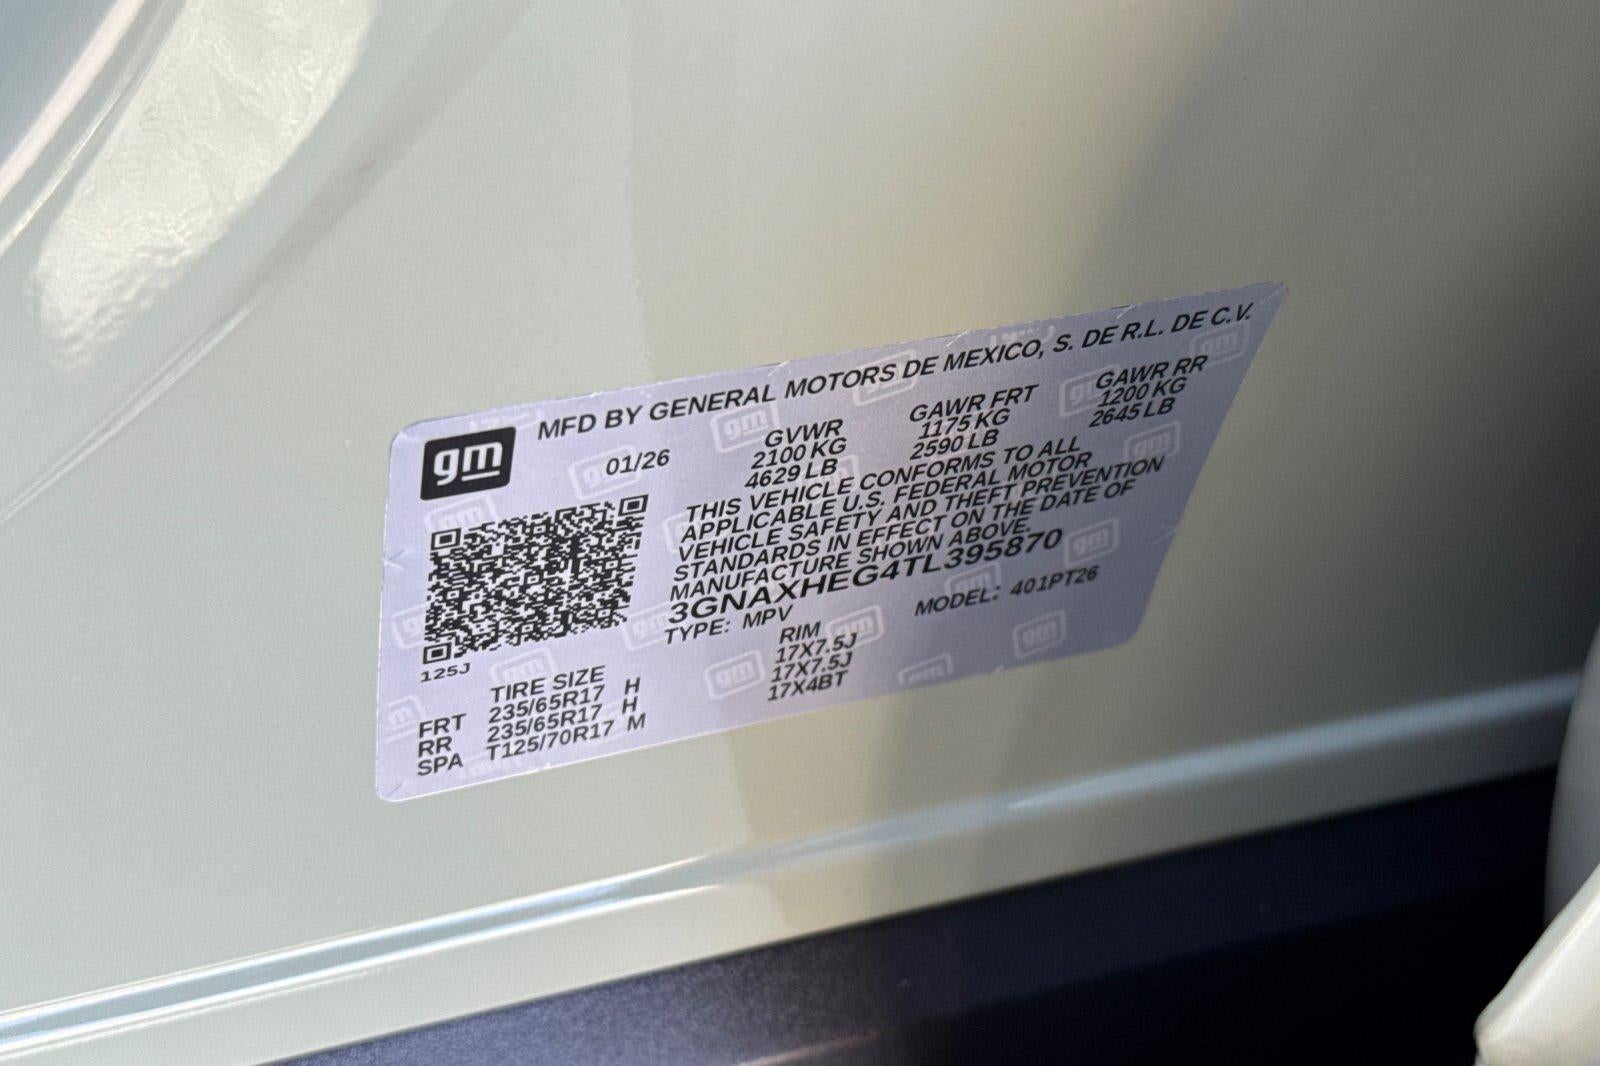 gm
MFD BY GENERAL MOTORS DE MEXICO, S. DE R.L. DE C.V.
01/26
GVWR GAWR FRT GAWR RR
2100 KG 1175 KG 1200 KG
4629 LB 2590 LB 2645 LB
THIS VEHICLE CONFORMS TO ALL
APPLICABLE U.S. FEDERAL MOTOR
VEHICLE SAFETY AND THEFT PREVENTION
STANDARDS IN EFFECT ON THE DATE OF
MANUFACTURE SHOWN ABOVE.
3GNAXHEG4TL395870
TYPE: MPV MODEL: 401PT26
125J
TIRE SIZE RIM
FRT 235/65R17 H 17X7.5J
RR 235/65R17 H 17X7.5J
SPA T125/70R17 M 17X4BT